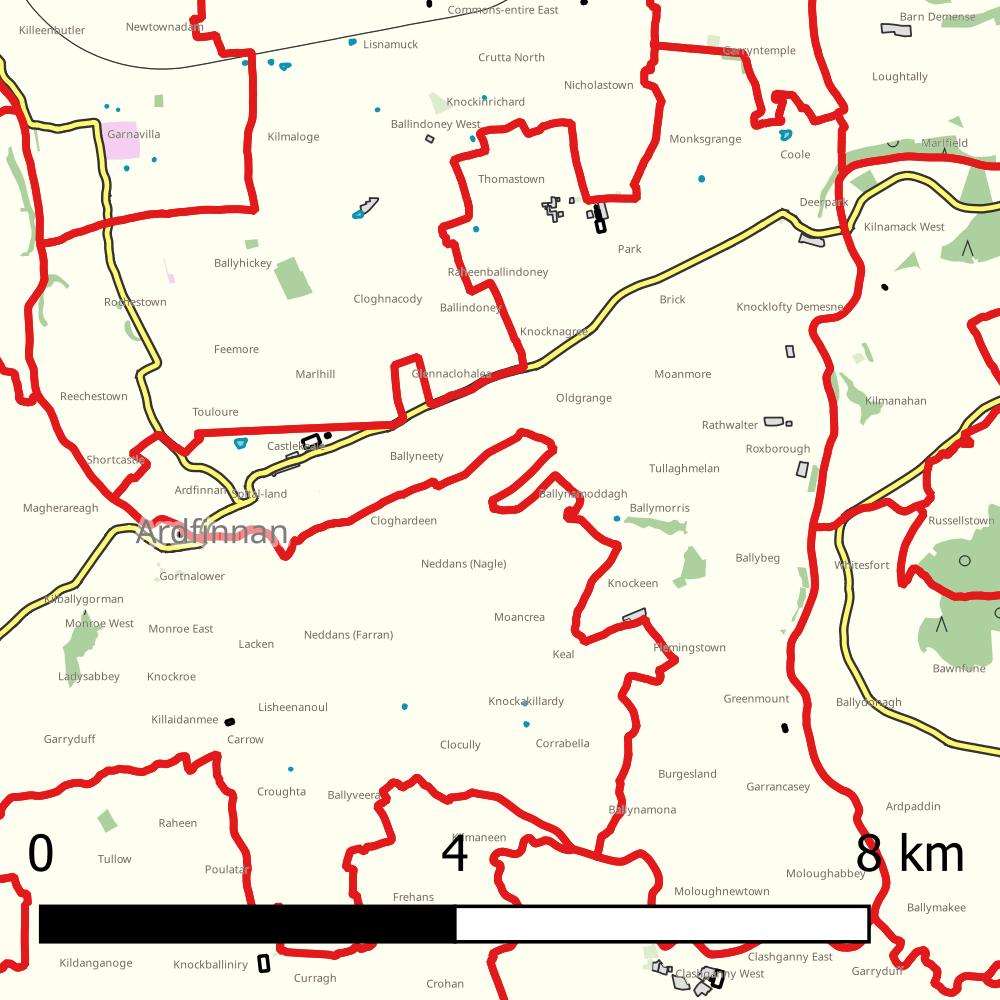 Commons-entire East
Barn Demense
Killeenbutler
Newtownadam
Lisnamuck
Garryntemple
Crutta North
Loughtally
Nicholastown
Knockinrichard
Ballindoney West
Garnavilla
Kilmaloge
Monksgrange
Marlfield
Coole
Thomastown
Deerpark
Kilnamack West
Park
Ballyhickey
Raheenballindoney
Rochestown
Cloghnacody
Brick
Ballindoney
Knocklofty Demesne
Knocknagree
Feemore
Marlhill
Glennaclohalea
Moanmore
Reechestown
Oldgrange
Kilmanahan
Touloure
Rathwalter
Castlekeale
Roxborough
Shortcastle
Ballyneety
Tullaghmelan
Ardfinnan
Spital-land
Ballynamoddagh
Magherareagh
Ballymorris
Cloghardeen
Russellstown
Ardfinnan
Ballybeg
Neddans (Nagle)
Whitesfort
Gortnalower
Knockeen
Kilballygorman
Monroe West
Monroe East
Moancrea
Neddans (Farran)
Lacken
Keal
Flemingstown
Bawnfune
Ladysabbey
Knockroe
Greenmount
Knockakillardy
Ballydonagh
Lisheenanoul
Killaidanmee
Garryduff
Carrow
Clocully
Corrabella
Burgesland
Garrancasey
Croughta
Ballyveera
Ardpaddin
Ballynamona
Raheen
Kilmaneen
0 4 8 km
Tullow
Poulatar
Moloughabbey
Moloughnewtown
Frehans
Ballymakee
Clashganny East
Kildanganoge
Knockballiniry
Garryduff
Clashganny West
Curragh
Crohan